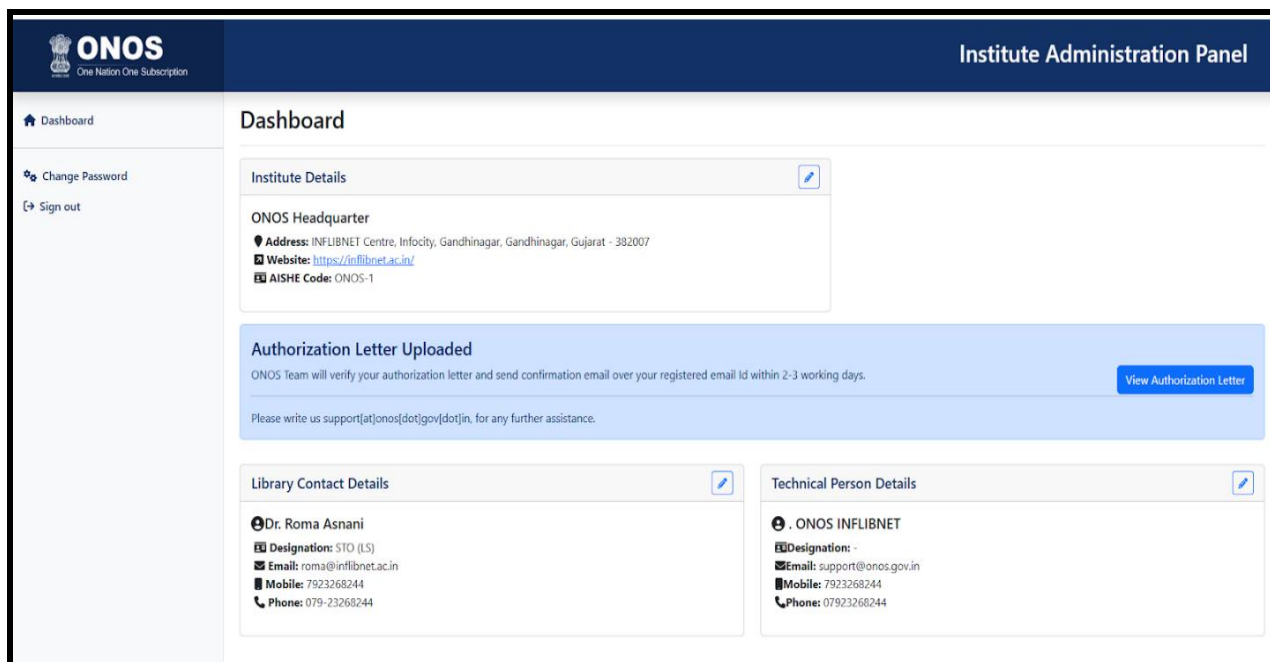 ONOS
One Nation One Subscription
Institute Administration Panel
Dashboard
Change Password
Sign out
Dashboard
Institute Details
ONOS Headquarter
Address: INFLIBNET Centre, Infocity, Gandhinagar, Gandhinagar, Gujarat - 382007
Website: https://inflibnet.ac.in/
AISHE Code: ONOS-1
Authorization Letter Uploaded
ONOS Team will verify your authorization letter and send confirmation email over your registered email Id within 2-3 working days.
View Authorization Letter
Please write us support[at]onos[dot]gov[dot]in, for any further assistance.
Library Contact Details
Dr. Roma Asnani
Designation: STO (LS)
Email: roma@inflibnet.ac.in
Mobile: 7923268244
Phone: 079-23268244
Technical Person Details
. ONOS INFLIBNET
Designation: -
Email: support@onos.gov.in
Mobile: 7923268244
Phone: 07923268244